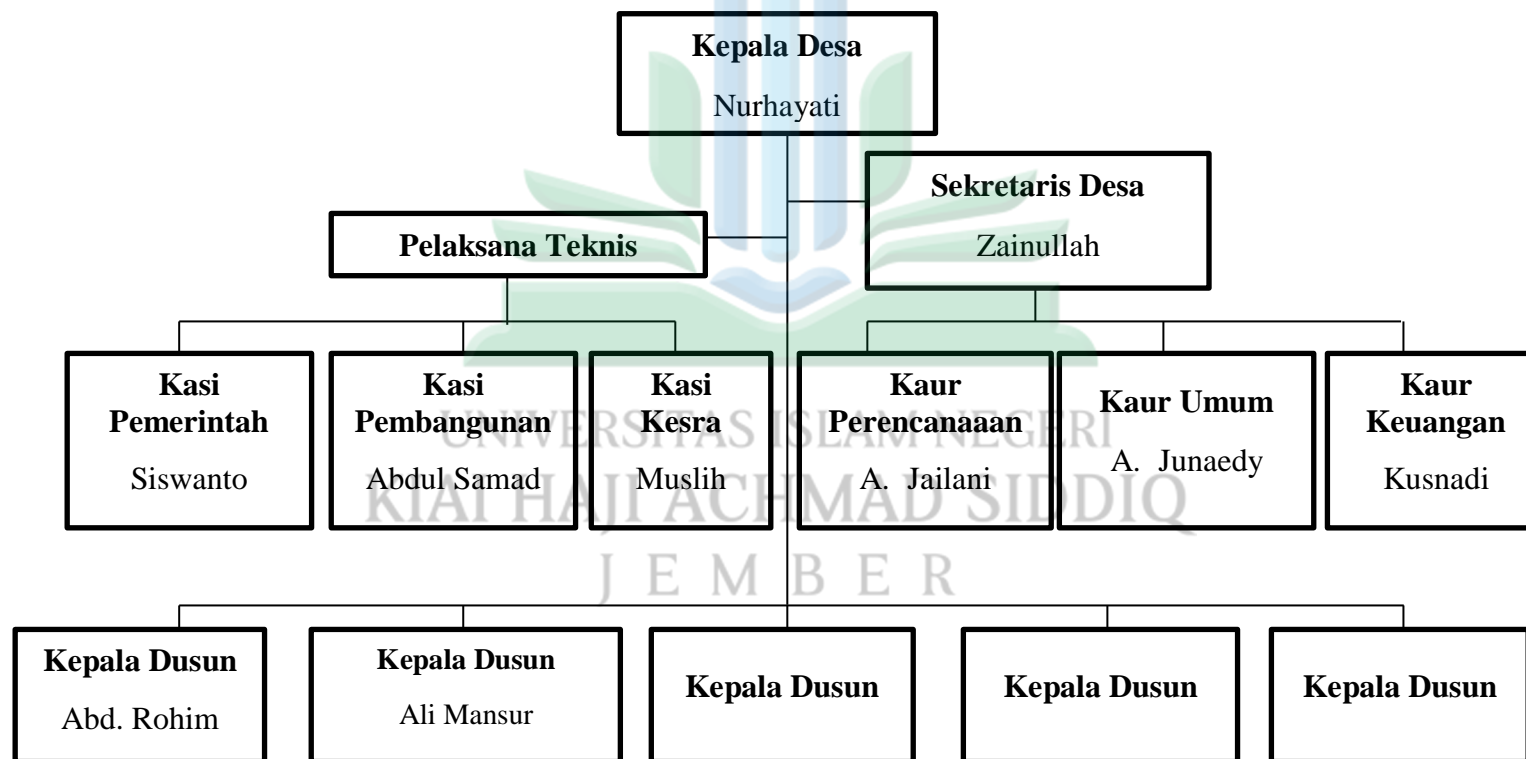 Kepala Desa
Nurhayati
Sekretaris Desa
Zainullah
Pelaksana Teknis
Kasi
Pemerintah
Siswanto
Kasi
Pembangunan
Abdul Samad
Kasi
Kesra
Muslih
Kaur
Perencanaaan
A. Jailani
Kaur Umum
A. Junaedy
Kaur
Keuangan
Kusnadi
UNIVERSITAS ISLAM NEGERI
KIAI HAJI ACHMAD SIDDIQ
JEMBER
Kepala Dusun
Abd. Rohim
Kepala Dusun
Ali Mansur
Kepala Dusun
Kepala Dusun
Kepala Dusun